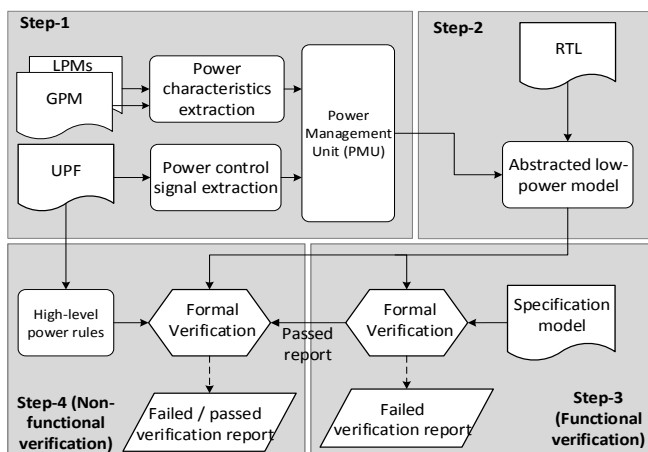 Step-1
LPMs
GPM
Power
characteristics
extraction
UPF
Power control
signal extraction
Power
Management
Unit (PMU)
Step-2
RTL
Abstracted low-
power model
High-level
power rules
Formal
Verification
Passed
report
Formal
Verification
Specification
model
Step-4 (Non-
functional
verification)
Failed / passed
verification report
Failed
verification report
Step-3
(Functional
verification)